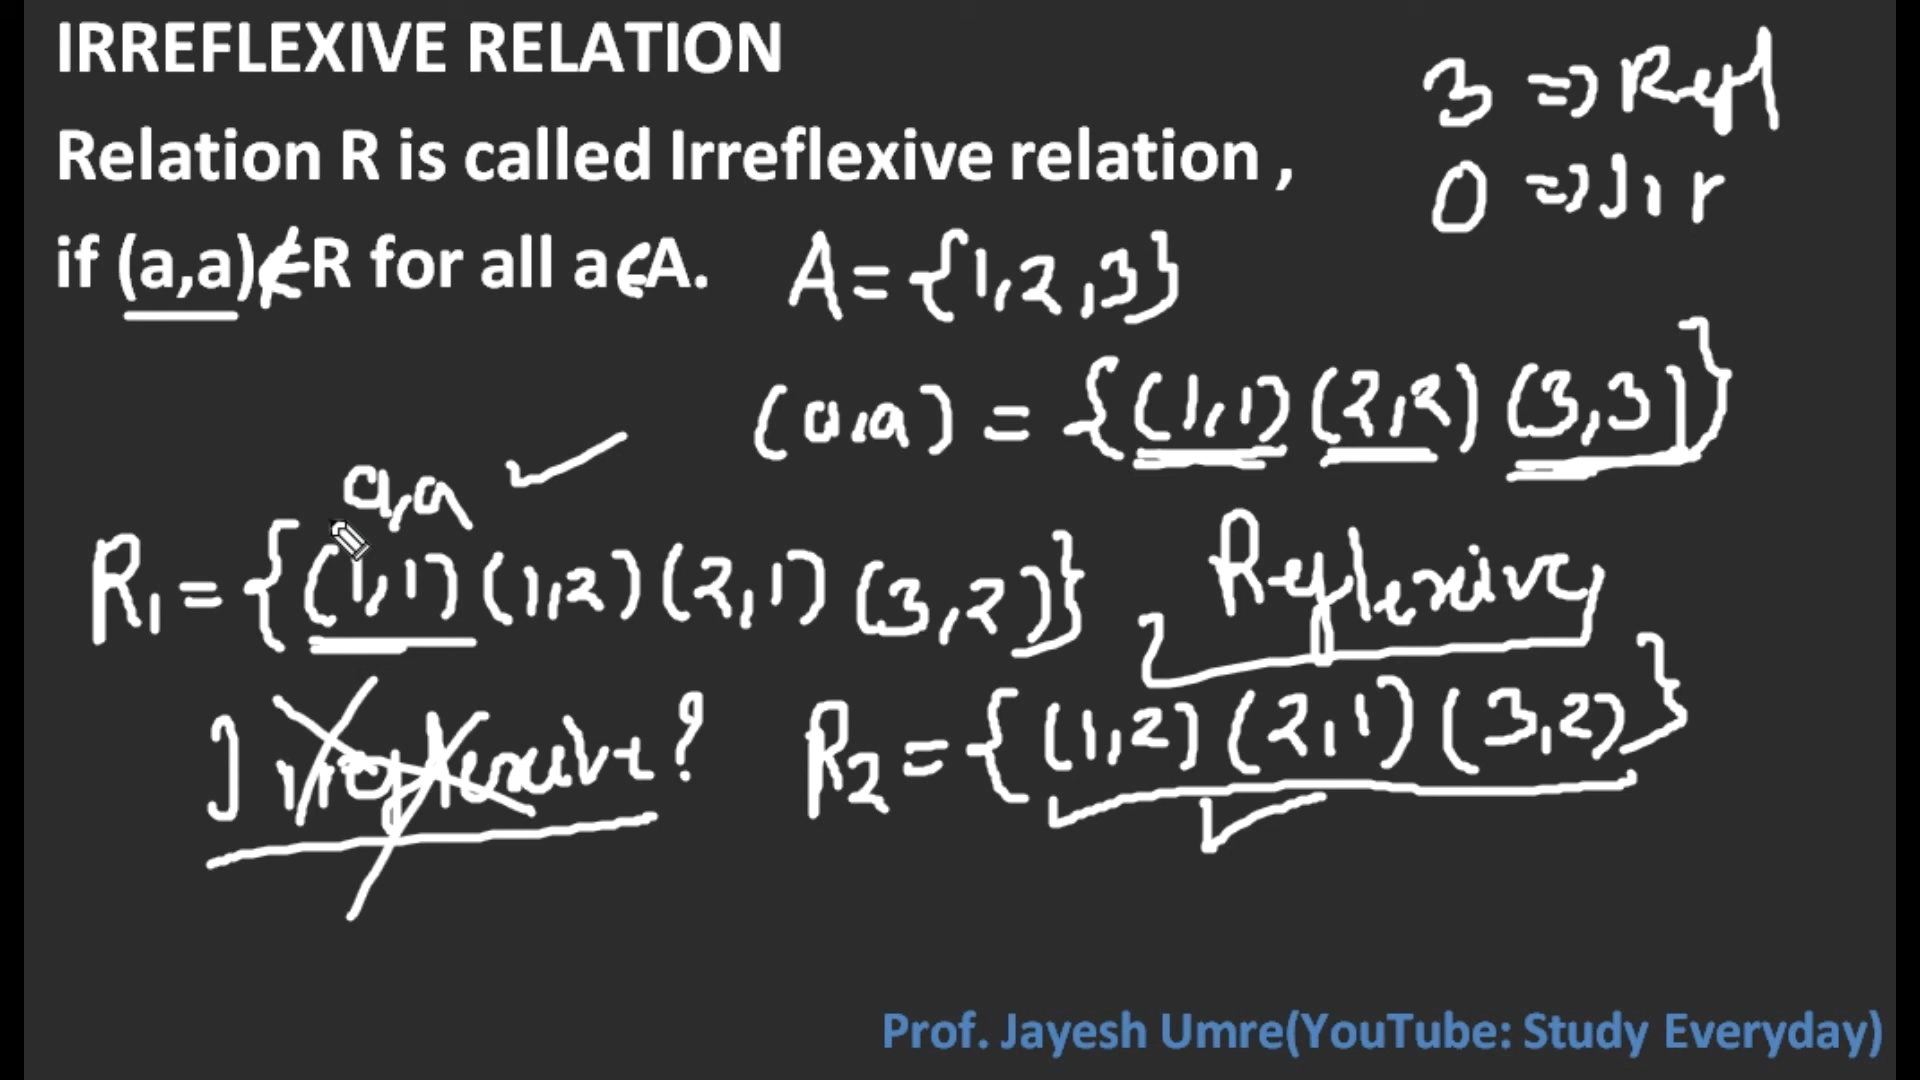 IRREFLEXIVE RELATION
3 => Refl
Relation R is called Irreflexive relation ,
0 => Irr
if (a,a)∉R for all a∈A.
A = {1,2,3}
(a,a) = {(1,1) (2,2) (3,3)}
a,a
R1 = {(1,1) (1,2) (2,1) (3,2)}
Reflexive
Irreflexive?
R2 = {(1,2) (2,1) (3,2)}
Prof. Jayesh Umre(YouTube: Study Everyday)